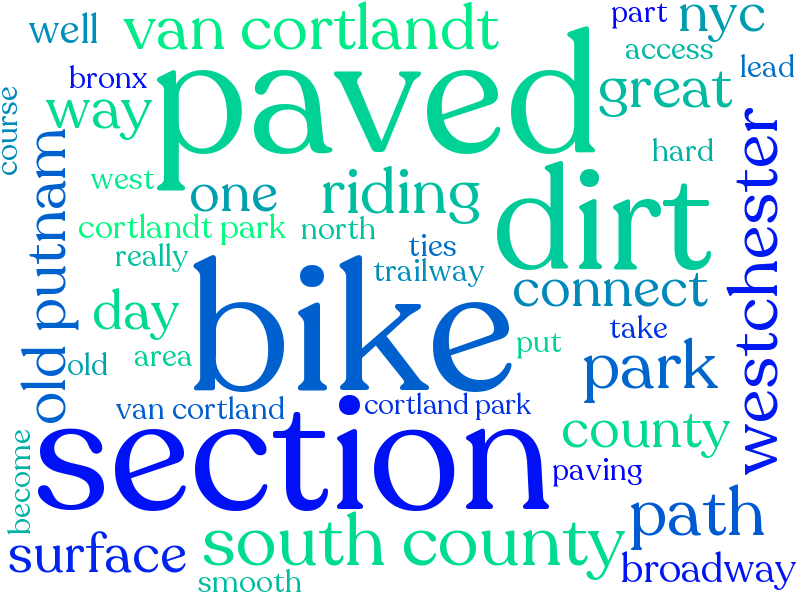 part
nyc
well
van cortlandt
access
lead
bronx
paved
great
course
way
westchester
hard
west
one
riding
dirt
old putnam
cortlandt park
north
really
ties
trailway
bike
connect
day
put
take
area
old
park
van cortland
cortland park
section
county
become
paving
path
surface
south county
broadway
smooth